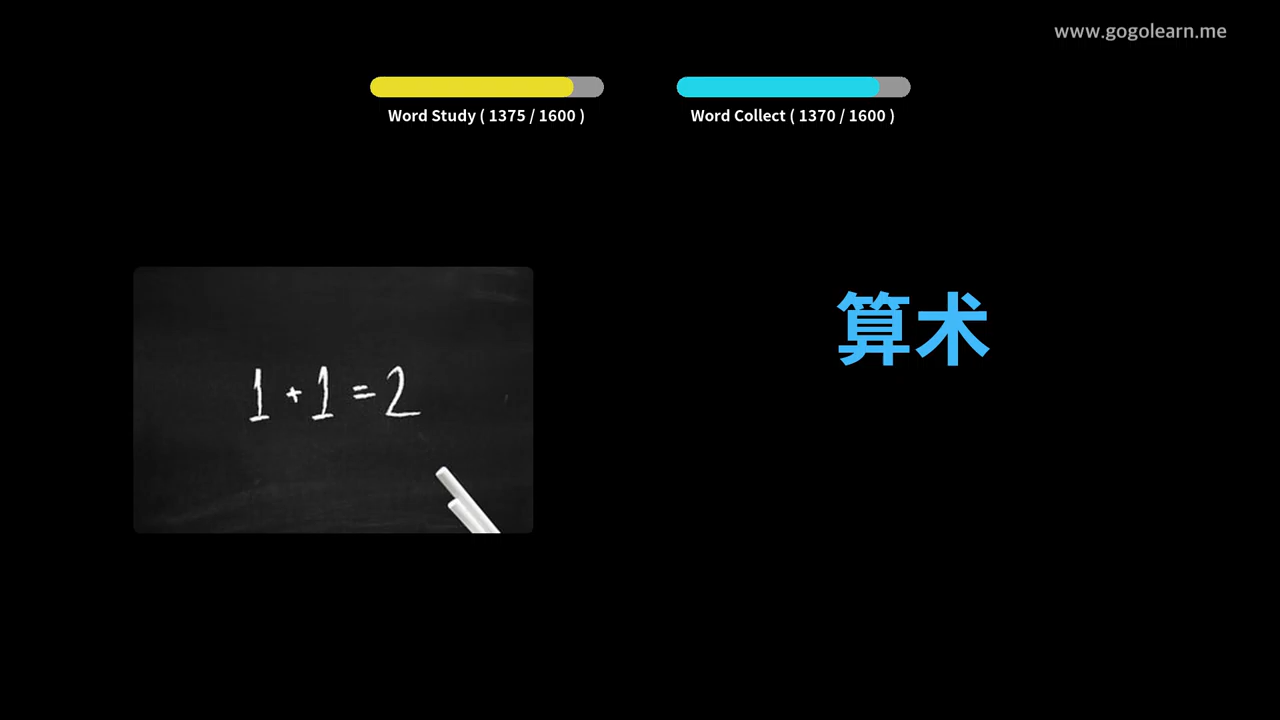 www.gogolearn.me
Word Study ( 1375 / 1600 )
Word Collect ( 1370 / 1600 )
算术
1 + 1 = 2